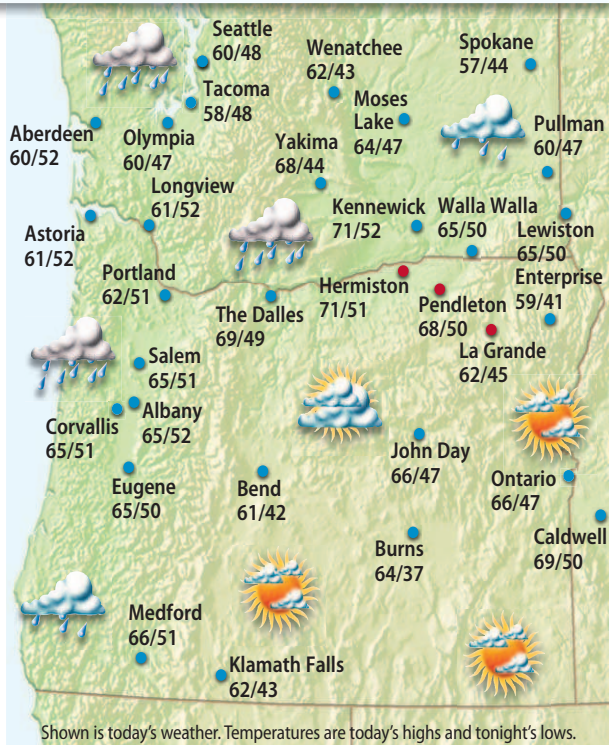 Seattle
60/48
Wenatchee
62/43
Spokane
57/44
Tacoma
58/48
Moses
Lake
64/47
Aberdeen
60/52
Olympia
60/47
Yakima
68/44
Pullman
60/47
Longview
61/52
Kennewick
71/52
Walla Walla
65/50
Lewiston
65/50
Astoria
61/52
Portland
62/51
The Dalles
69/49
Hermiston
71/51
Pendleton
68/50
Enterprise
59/41
La Grande
62/45
Salem
65/51
Corvallis
65/51
Albany
65/52
John Day
66/47
Ontario
66/47
Eugene
65/50
Bend
61/42
Burns
64/37
Caldwell
69/50
Medford
66/51
Klamath Falls
62/43
Shown is today's weather. Temperatures are today's highs and tonight's lows.